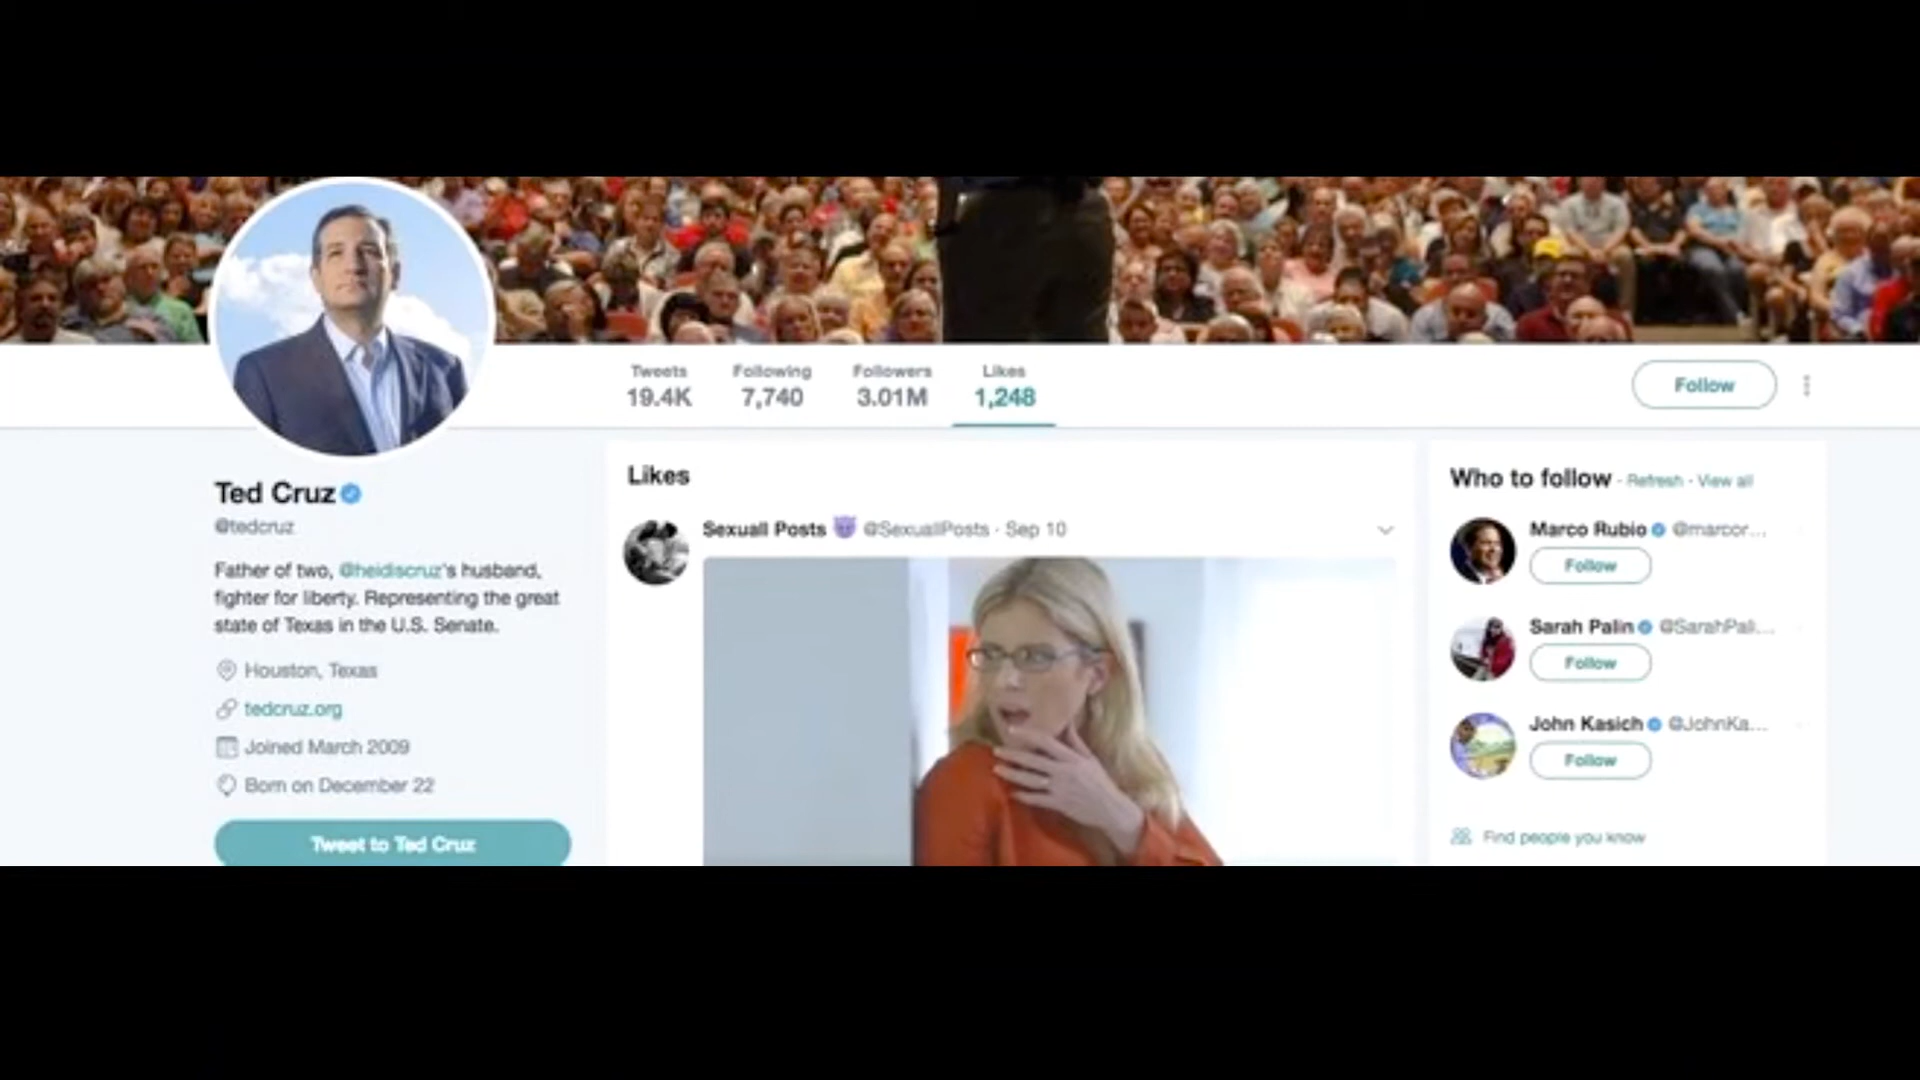 Tweets Following Followers Likes
19.4K 7,740 3.01M 1,248
Follow
Ted Cruz
@tedcruz
Father of two, @heidiscruz's husband,
fighter for liberty. Representing the great
state of Texas in the U.S. Senate.
Houston, Texas
tedcruz.org
Joined March 2009
Born on December 22
Tweet to Ted Cruz
Likes
Sexuall Posts 😈 @SexuallPosts · Sep 10
Who to follow · Refresh · View all
Marco Rubio @marcor...
Follow
Sarah Palin @SarahPali...
Follow
John Kasich @JohnKa...
Follow
Find people you know